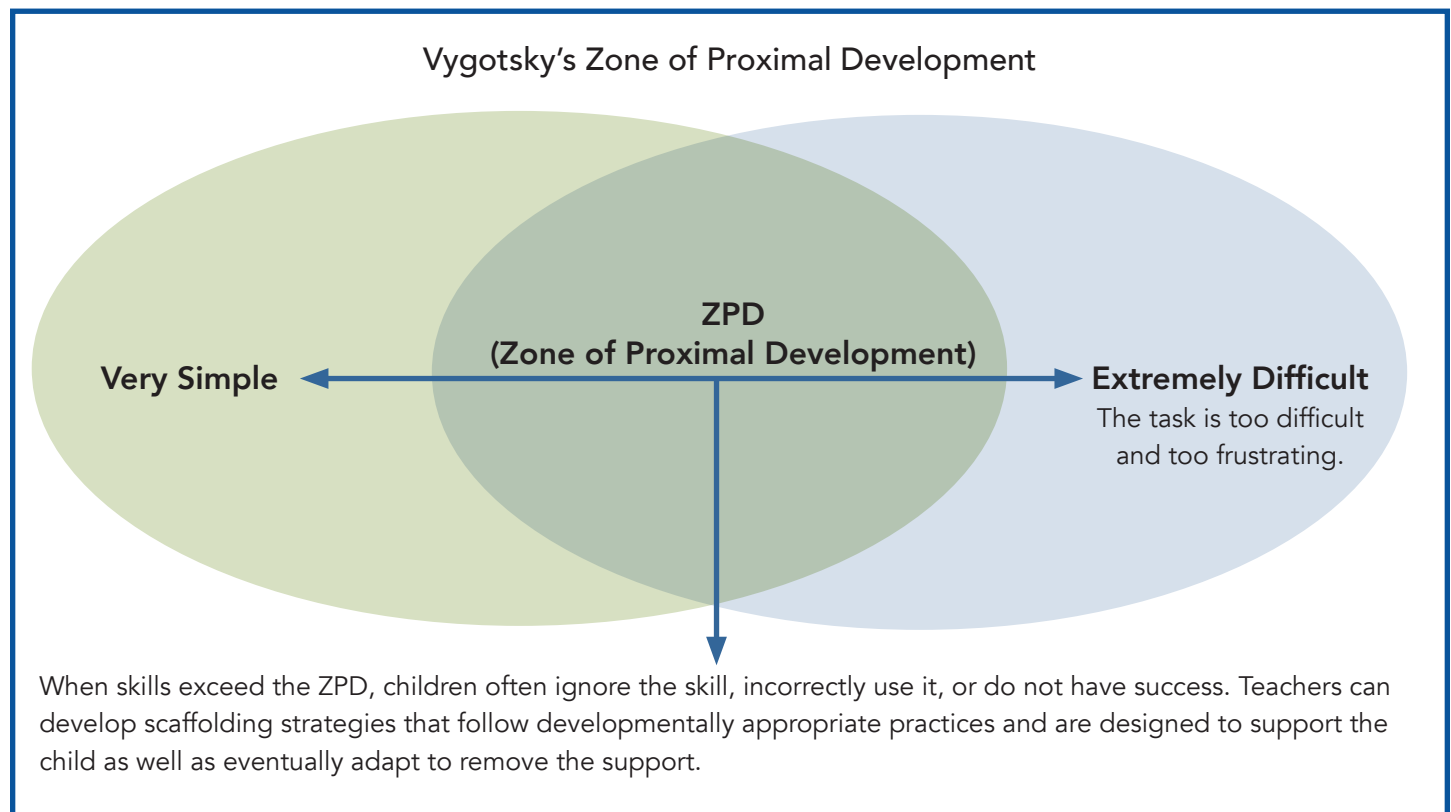 Vygotsky’s Zone of Proximal Development
ZPD
(Zone of Proximal Development)
Very Simple
Extremely Difficult
The task is too difficult
and too frustrating.
When skills exceed the ZPD, children often ignore the skill, incorrectly use it, or do not have success. Teachers can
develop scaffolding strategies that follow developmentally appropriate practices and are designed to support the
child as well as eventually adapt to remove the support.